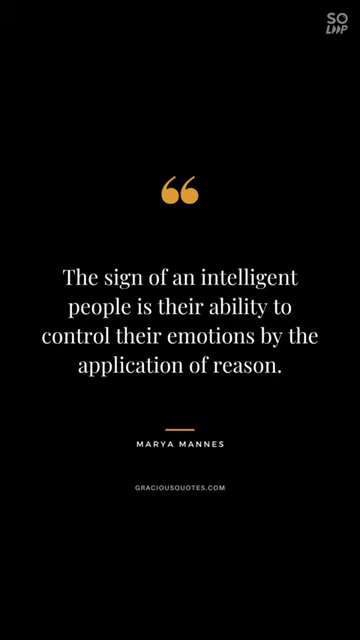 SO
LOOP
“
The sign of an intelligent
people is their ability to
control their emotions by the
application of reason.
MARYA MANNES
GRACIOUSQUOTES.COM